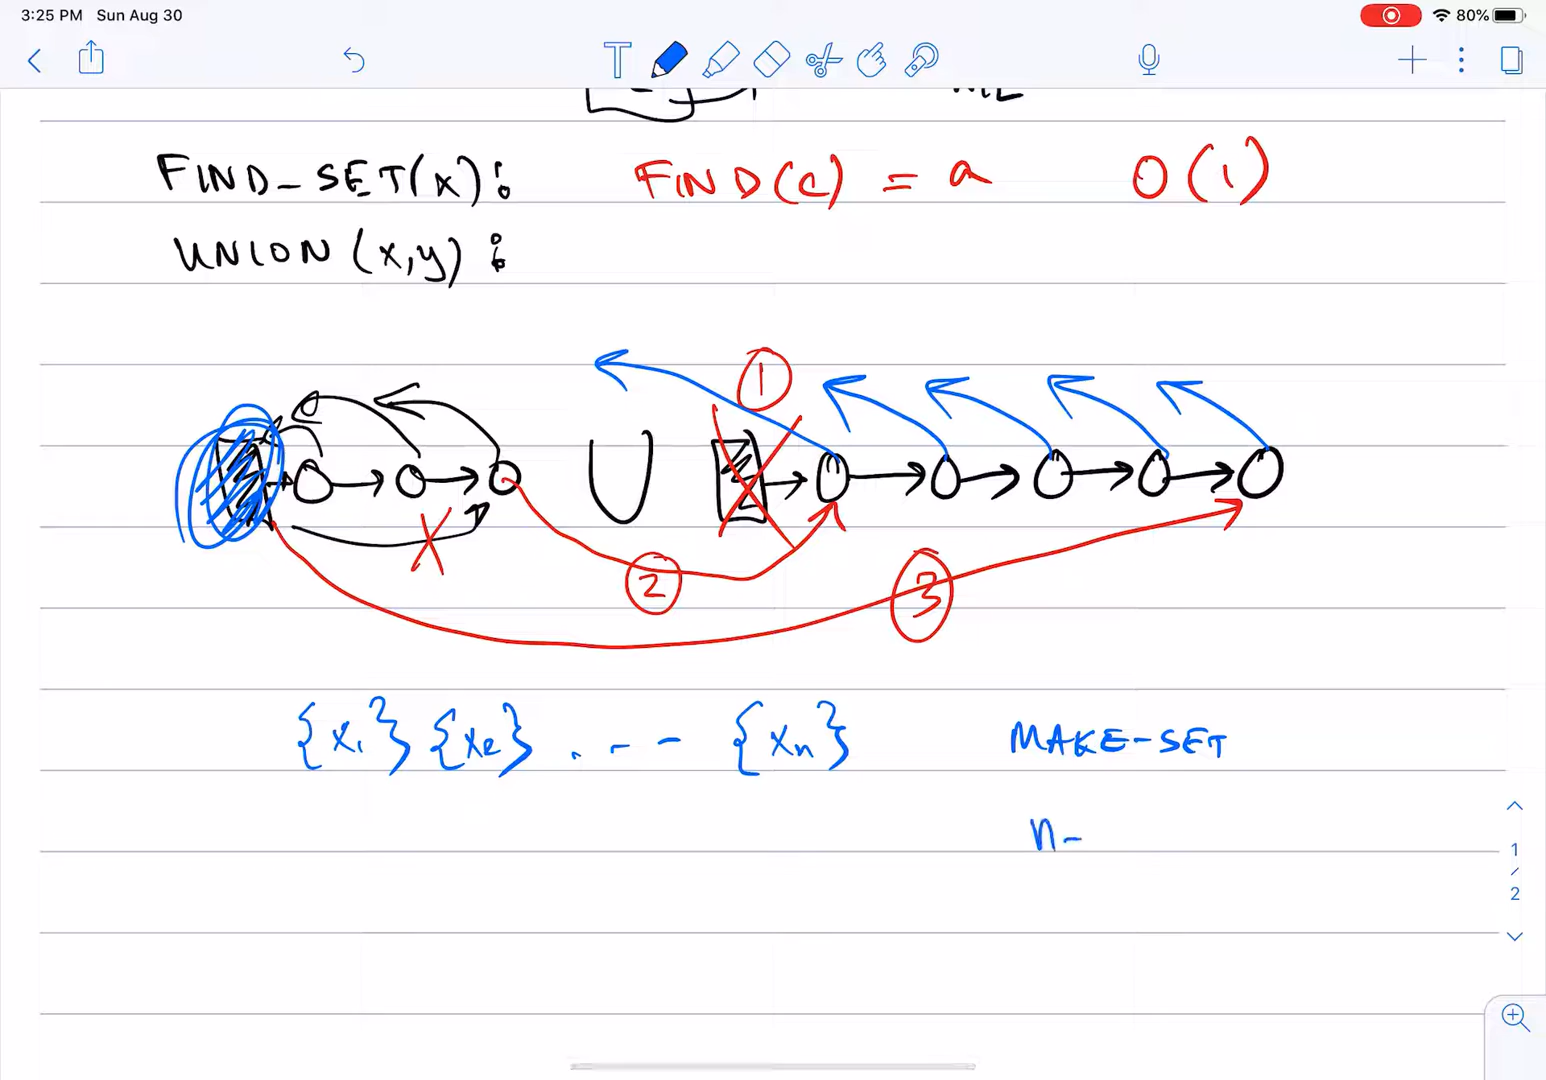 3:25 PM Sun Aug 30 80%
FIND-SET(x): FIND(c) = a O(1)
UNION(x,y):
1
U
2
3
{x1} {x2} . - - {xn} MAKE-SET
n-
1
/
2